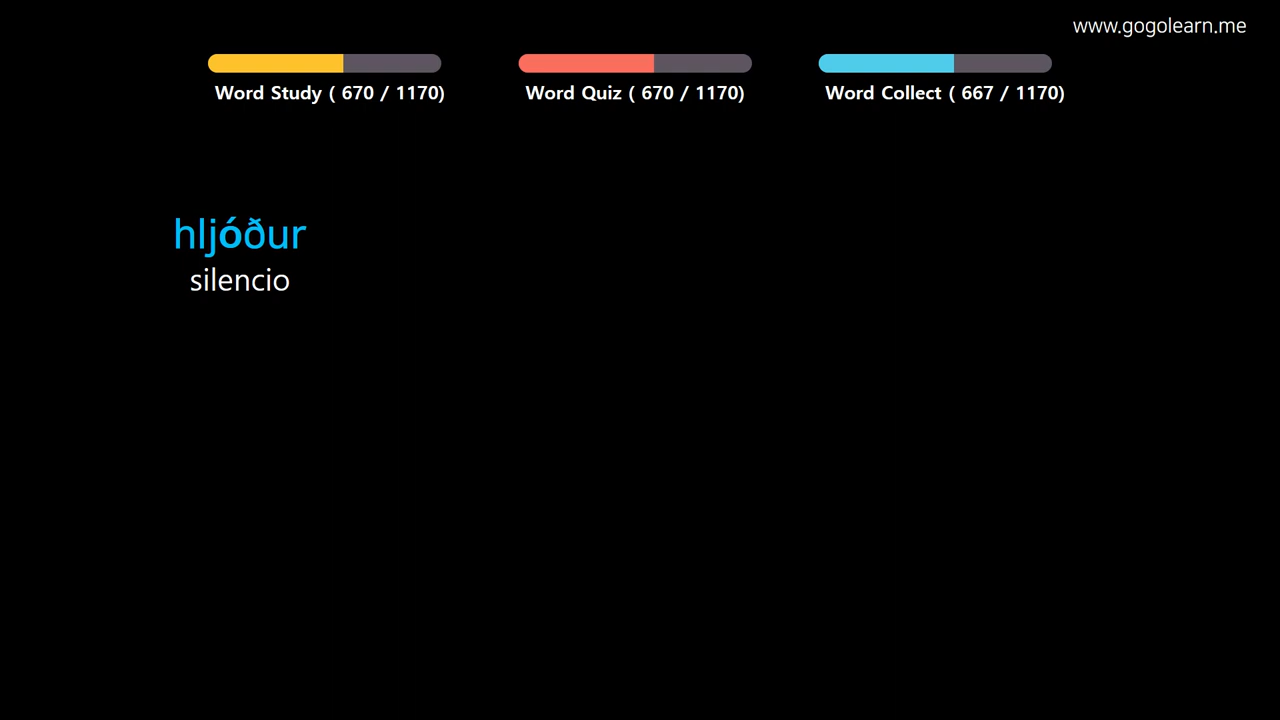 www.gogolearn.me
Word Study ( 670 / 1170)
Word Quiz ( 670 / 1170)
Word Collect ( 667 / 1170)
hljóður
silencio